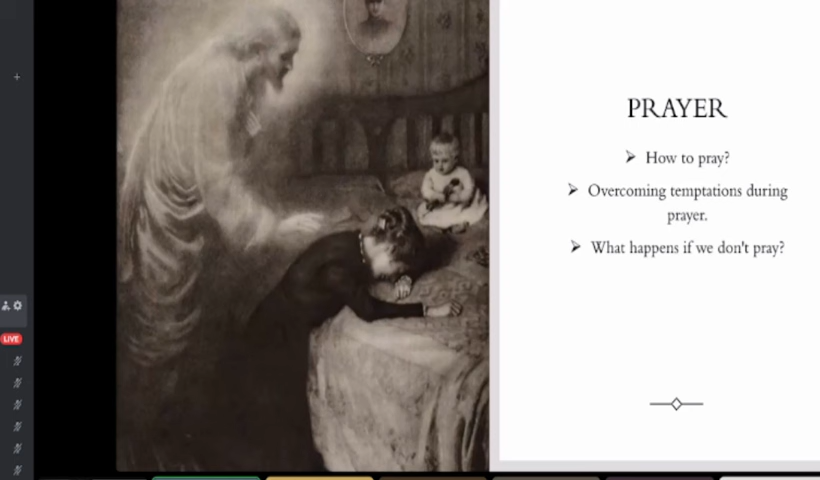 LIVE
PRAYER
➢ How to pray?
➢ Overcoming temptations during
prayer.
➢ What happens if we don't pray?